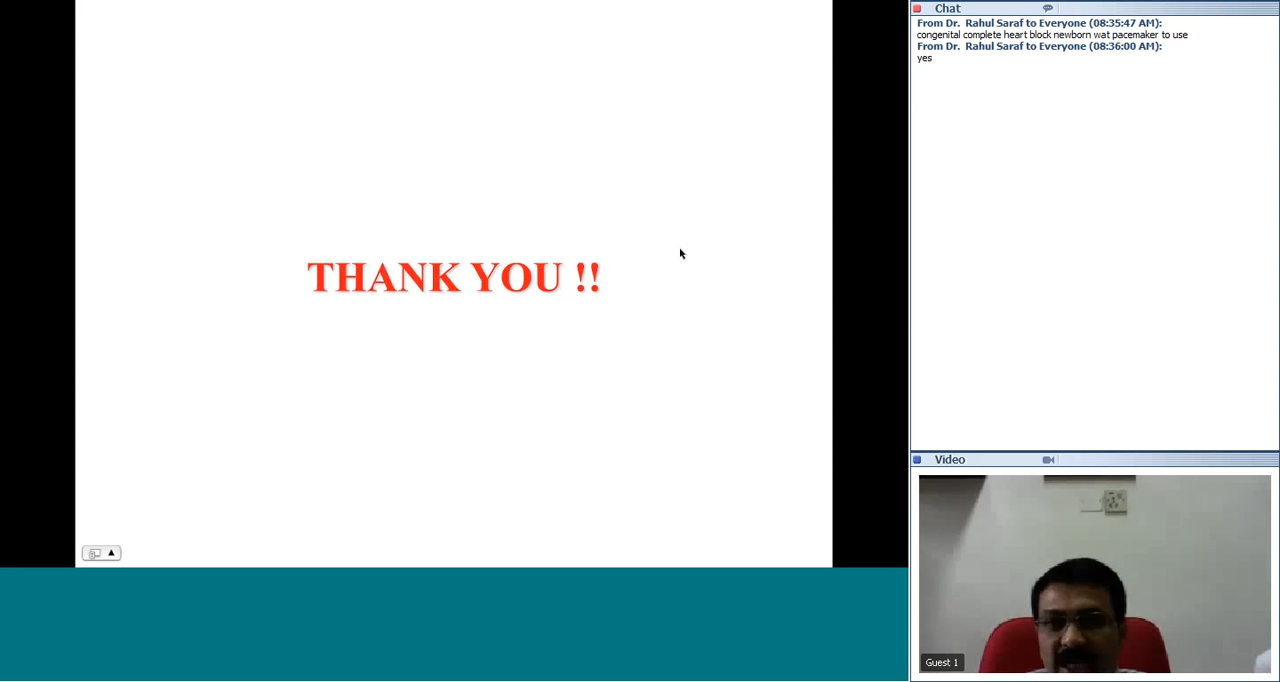 THANK YOU !!
Chat
From Dr. Rahul Saraf to Everyone (08:35:47 AM):
congenital complete heart block newborn wat pacemaker to use
From Dr. Rahul Saraf to Everyone (08:36:00 AM):
yes
Video
Guest 1